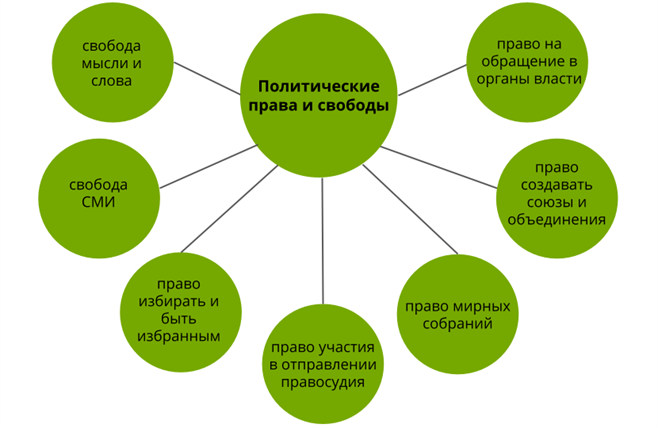 Политические
права и свободы
свобода
мысли и
слова
свобода
СМИ
право
избирать и
быть
избранным
право участия
в отправлении
правосудия
право мирных
собраний
право
создавать
союзы и
объединения
право на
обращение в
органы власти